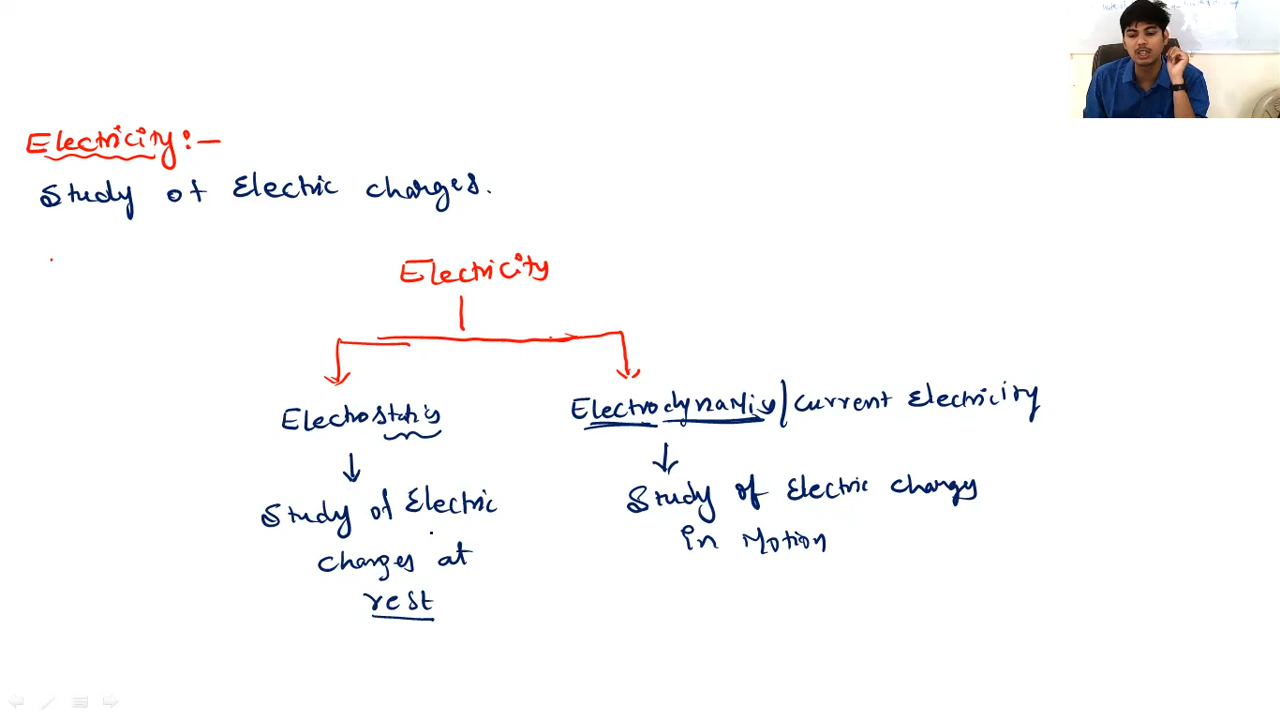 Electricity:-
Study of Electric charges.
Electricity
Electrostatics
Electrodynamics/Current Electricity
Study of Electric
charges at
rest
Study of Electric charges
in Motion